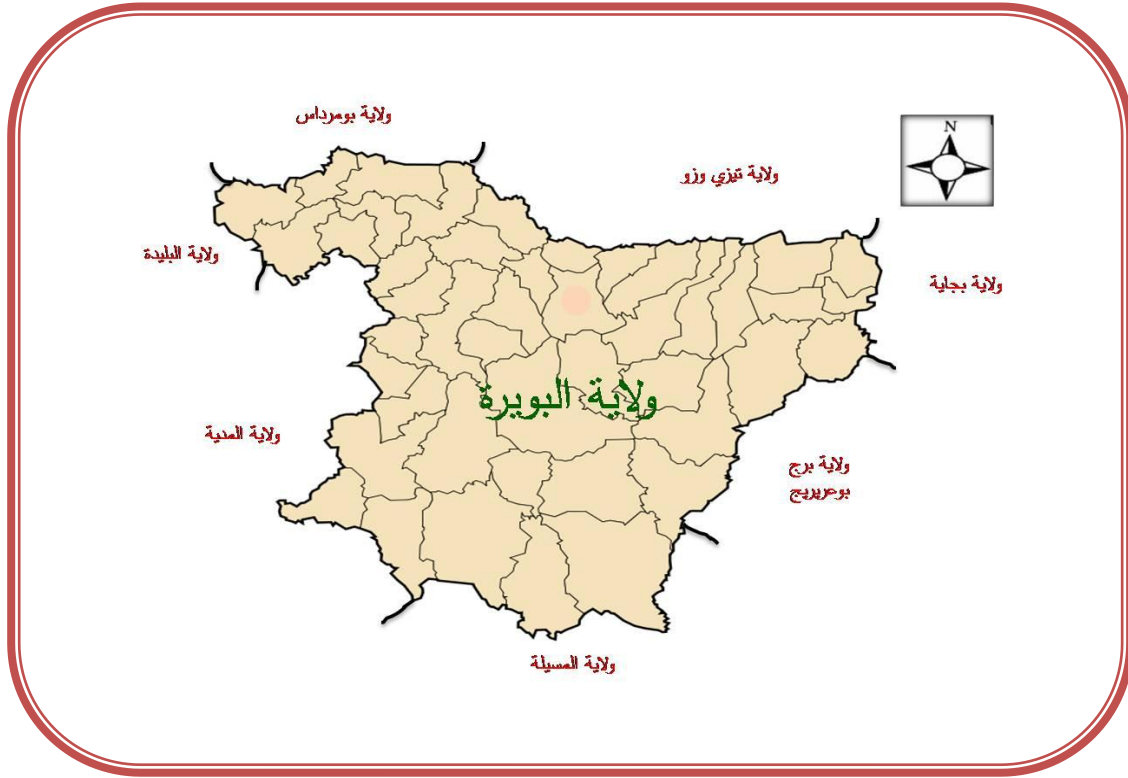 ولاية بومرداس
N
ولاية تيزي وزو
ولاية البليدة
ولاية بجاية
ولاية البويرة
ولاية المدية
ولاية برج
بوعريريج
ولاية المسيلة